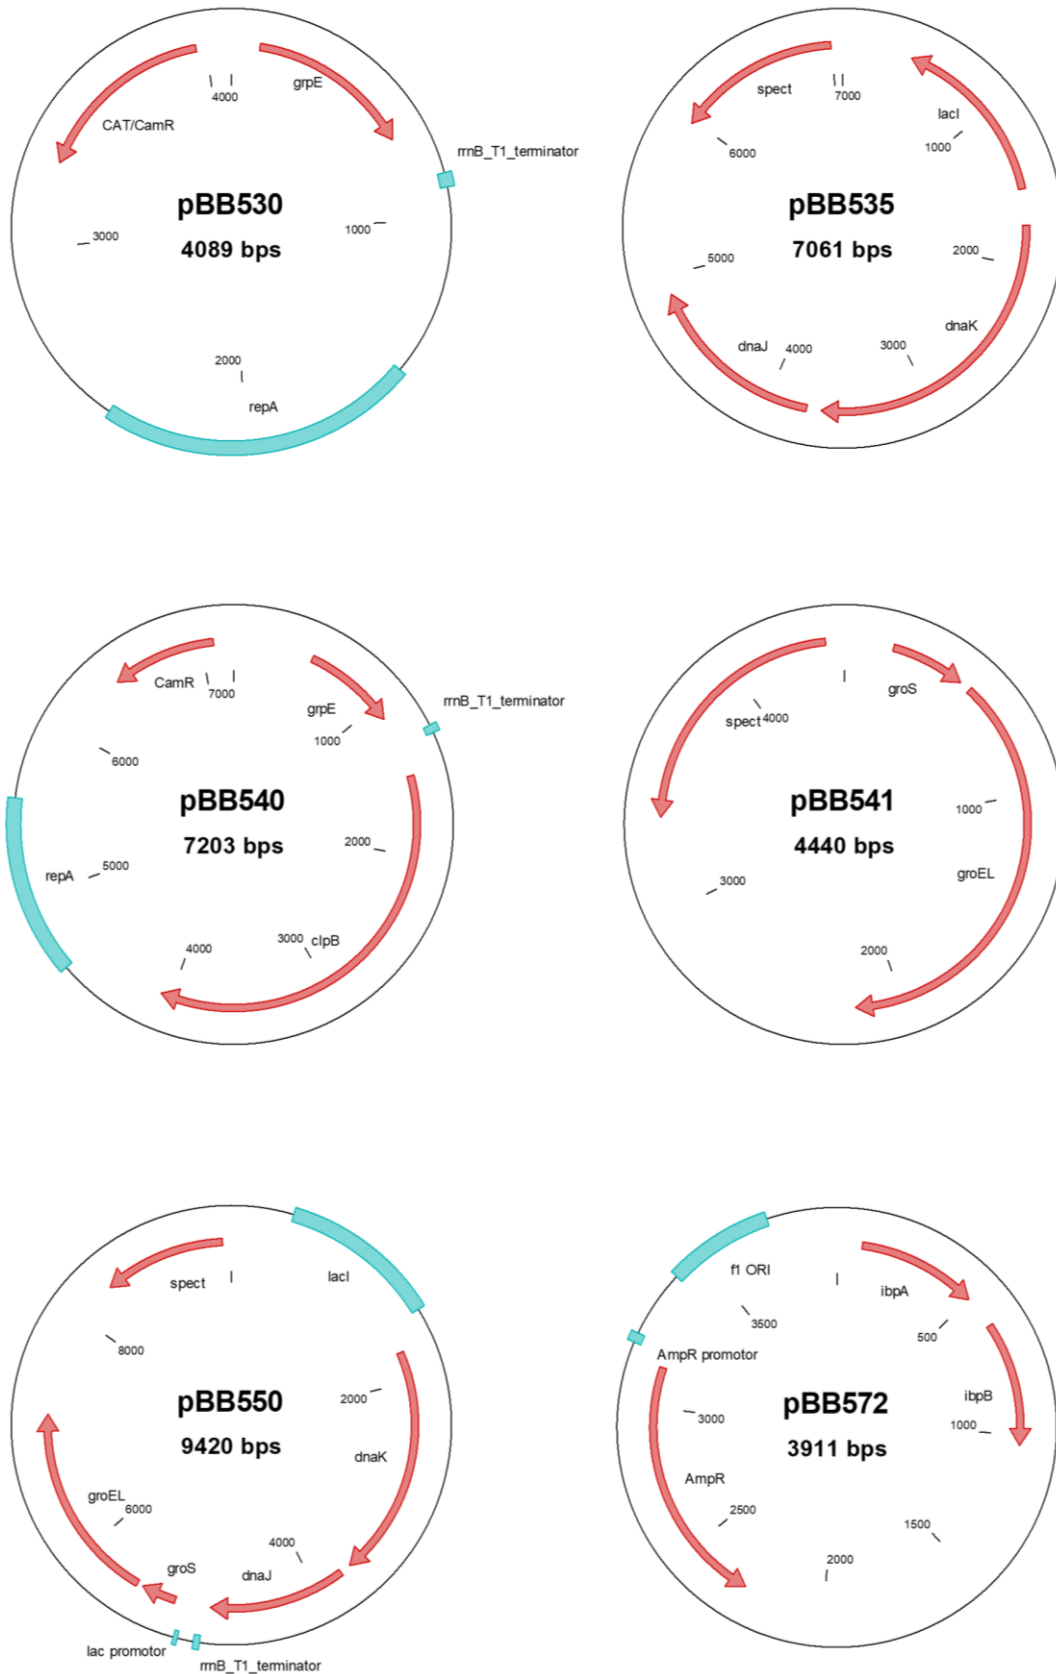 4000
grpE
CAT/CamR
rrnB_T1_terminator
pBB530
4089 bps
1000
3000
2000
repA
7000
spect
lacI
1000
6000
pBB535
7061 bps
2000
5000
dnaK
dnaJ
4000
3000
CamR
7000
grpE
rrnB_T1_terminator
1000
6000
pBB540
7203 bps
2000
5000
repA
3000
clpB
4000
groS
spect
4000
pBB541
4440 bps
1000
groEL
3000
2000
spect
lacI
8000
pBB550
9420 bps
2000
dnaK
groEL
6000
4000
groS
dnaJ
lac promotor
rrnB_T1_terminator
f1 ORI
ibpA
3500
500
AmpR promotor
pBB572
3911 bps
ibpB
1000
3000
AmpR
2500
1500
2000